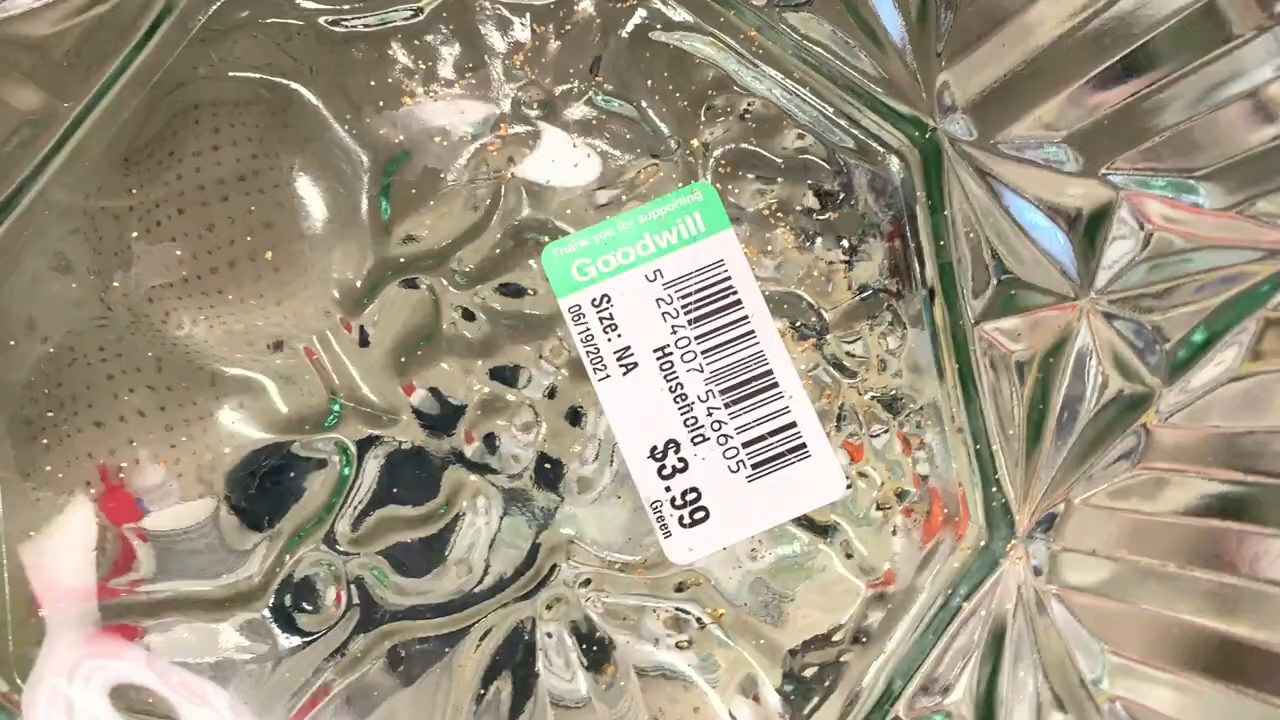 Thank you for supporting
Goodwill
5 224007 546605
Household
Size: NA
06/19/2021
$3.99
Green